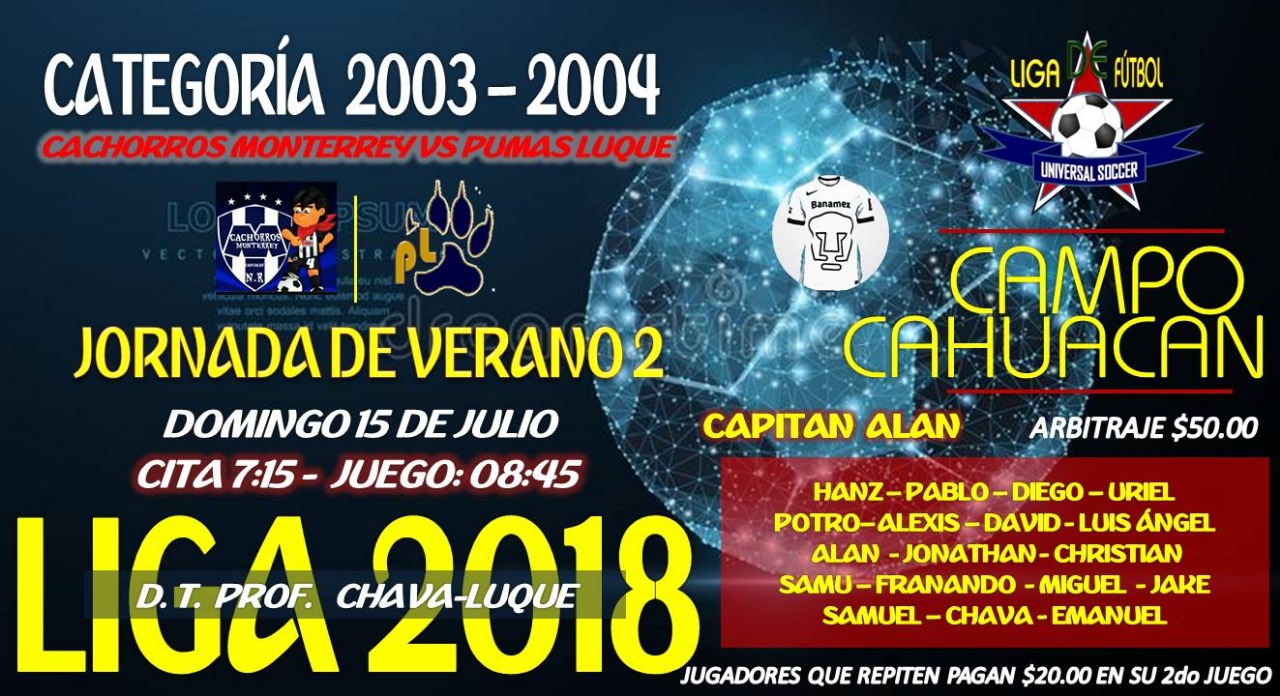 CATEGORÍA 2003 – 2004
CACHORROS MONTERREY VS PUMAS LUQUE
LIGA DE FÚTBOL
UNIVERSAL SOCCER
CACHORROS
MONTERREY
N.R
4
PL
Banamex
CAMPO
CAHUACAN
JORNADA DE VERANO 2
DOMINGO 15 DE JULIO
CITA 7:15 - JUEGO: 08:45
CAPITAN ALAN
ARBITRAJE $50.00
HANZ – PABLO – DIEGO – URIEL
POTRO– ALEXIS – DAVID - LUIS ÁNGEL
ALAN - JONATHAN - CHRISTIAN
SAMU – FRANANDO - MIGUEL - JAKE
SAMUEL – CHAVA - EMANUEL
LIGA 2018
D. T. PROF. CHAVA-LUQUE
JUGADORES QUE REPITEN PAGAN $20.00 EN SU 2do JUEGO